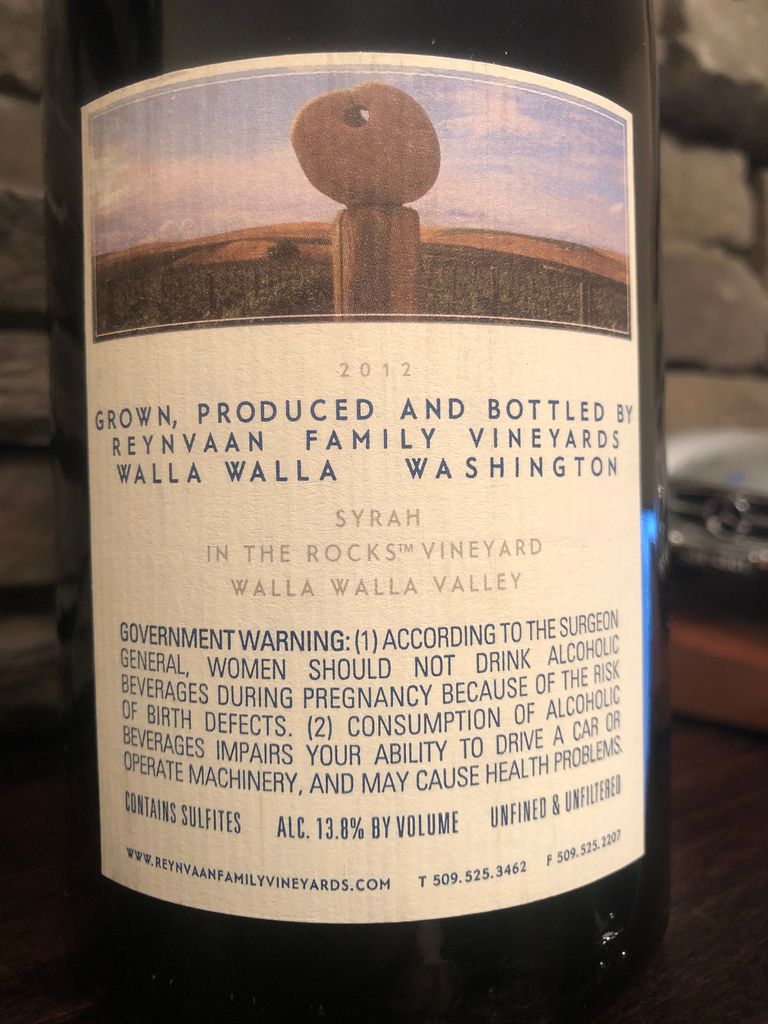 2012
GROWN, PRODUCED AND BOTTLED BY
REYNVAAN FAMILY VINEYARDS
WALLA WALLA WASHINGTON
SYRAH
IN THE ROCKS™ VINEYARD
WALLA WALLA VALLEY
GOVERNMENT WARNING: (1) ACCORDING TO THE SURGEON
GENERAL, WOMEN SHOULD NOT DRINK ALCOHOLIC
BEVERAGES DURING PREGNANCY BECAUSE OF THE RISK
OF BIRTH DEFECTS. (2) CONSUMPTION OF ALCOHOLIC
BEVERAGES IMPAIRS YOUR ABILITY TO DRIVE A CAR OR
OPERATE MACHINERY, AND MAY CAUSE HEALTH PROBLEMS.
CONTAINS SULFITES ALC. 13.8% BY VOLUME UNFINED & UNFILTERED
WWW.REYNVAANFAMILYVINEYARDS.COM T 509.525.3462 F 509.525.2207